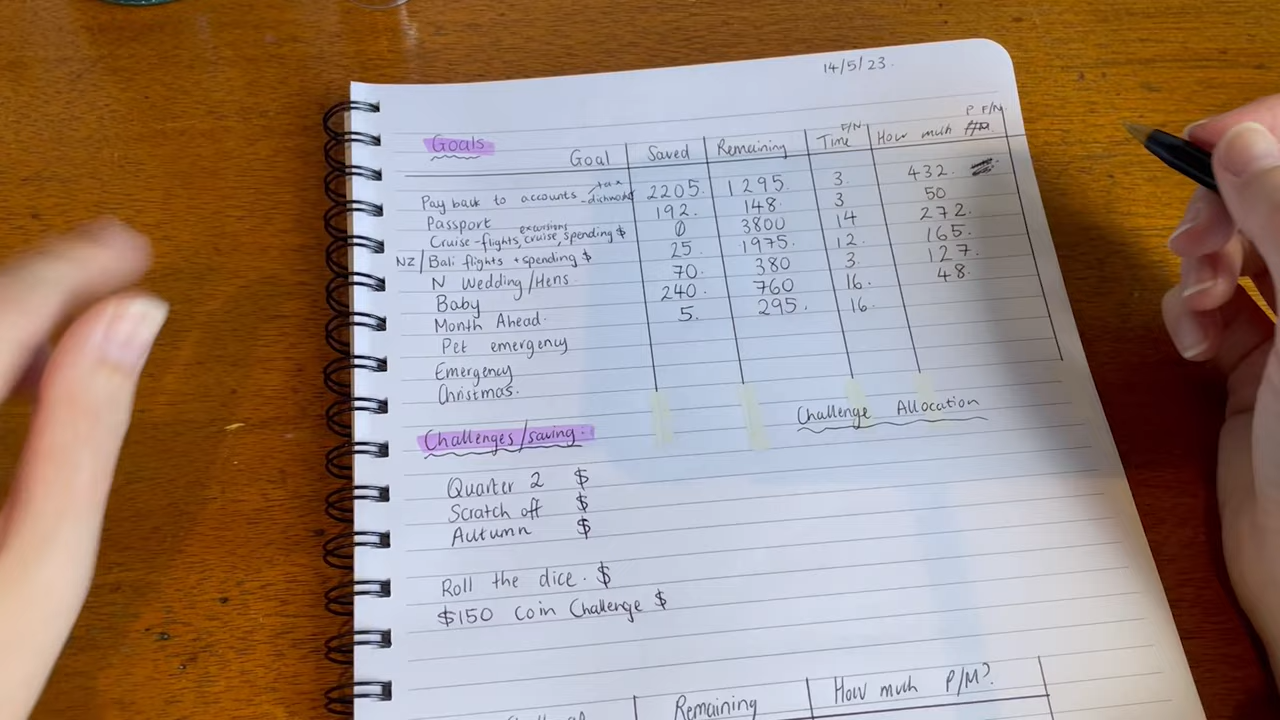 14/5/23.
Goals
Goal Saved Remaining Time F/N How much P F/N
Pay back to accounts - tax 2205. 1295. 3. 432.
Passport 192. 148. 3 50
Cruise - flights, cruise, excursions spending $ 0 3800 14 272.
NZ/Bali flights + spending $ 25. 1975. 12. 165.
N Wedding/Hens. 70. 380 3. 127.
Baby 240. 760 16. 48.
Month Ahead. 5. 295. 16.
Pet emergency
Emergency
Christmas.
Challenge Allocation
Challenges/saving.
Quarter 2 $
Scratch off $
Autumn $
Roll the dice. $
$150 coin Challenge $
Remaining How much P/M?